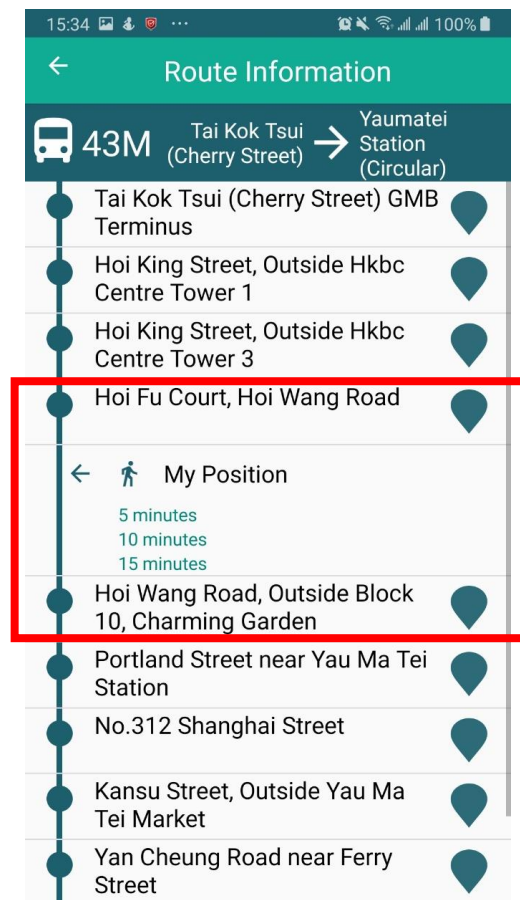 15:34 ... 100%
Route Information
43M
Tai Kok Tsui
(Cherry Street)
Yaumatei
Station
(Circular)
Tai Kok Tsui (Cherry Street) GMB
Terminus
Hoi King Street, Outside Hkbc
Centre Tower 1
Hoi King Street, Outside Hkbc
Centre Tower 3
Hoi Fu Court, Hoi Wang Road
My Position
5 minutes
10 minutes
15 minutes
Hoi Wang Road, Outside Block
10, Charming Garden
Portland Street near Yau Ma Tei
Station
No.312 Shanghai Street
Kansu Street, Outside Yau Ma
Tei Market
Yan Cheung Road near Ferry
Street